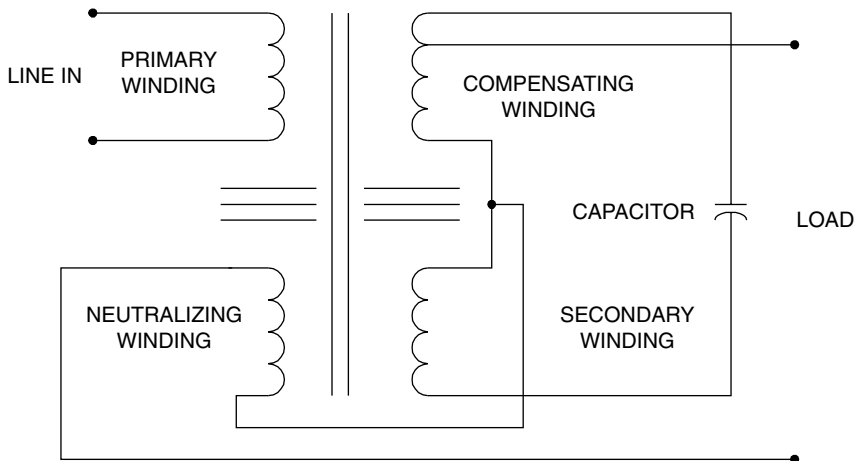 PRIMARY
WINDING
LINE IN
COMPENSATING
WINDING
CAPACITOR
LOAD
NEUTRALIZING
WINDING
SECONDARY
WINDING